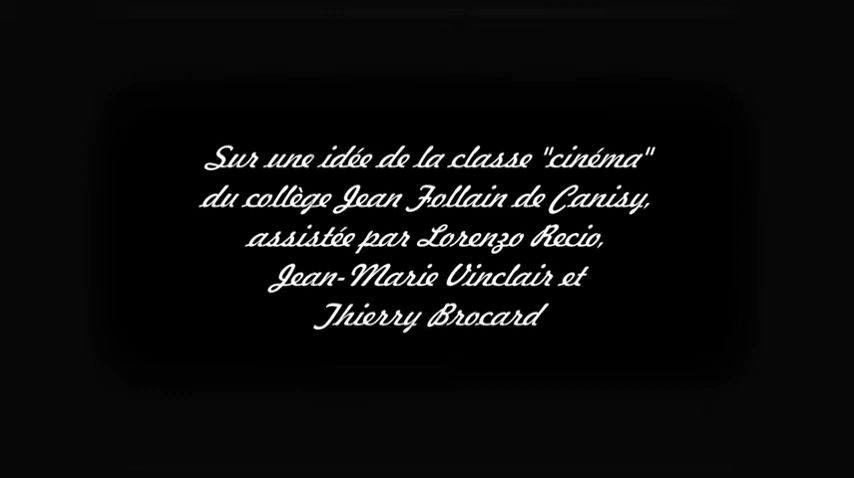 Sur une idée de la classe "cinéma"
du collège Jean Follain de Canisy,
assistée par Lorenzo Recio,
Jean-Marie Vinclair et
Thierry Brocard